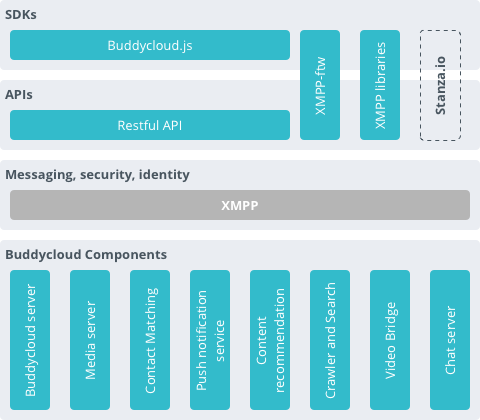 SDKs
Buddycloud.js
XMPP-ftw
XMPP libraries
Stanza.io
APIs
Restful API
Messaging, security, identity
XMPP
Buddycloud Components
Buddycloud server
Media server
Contact Matching
Push notification
service
Content
recommendation
Crawler and Search
Video Bridge
Chat server